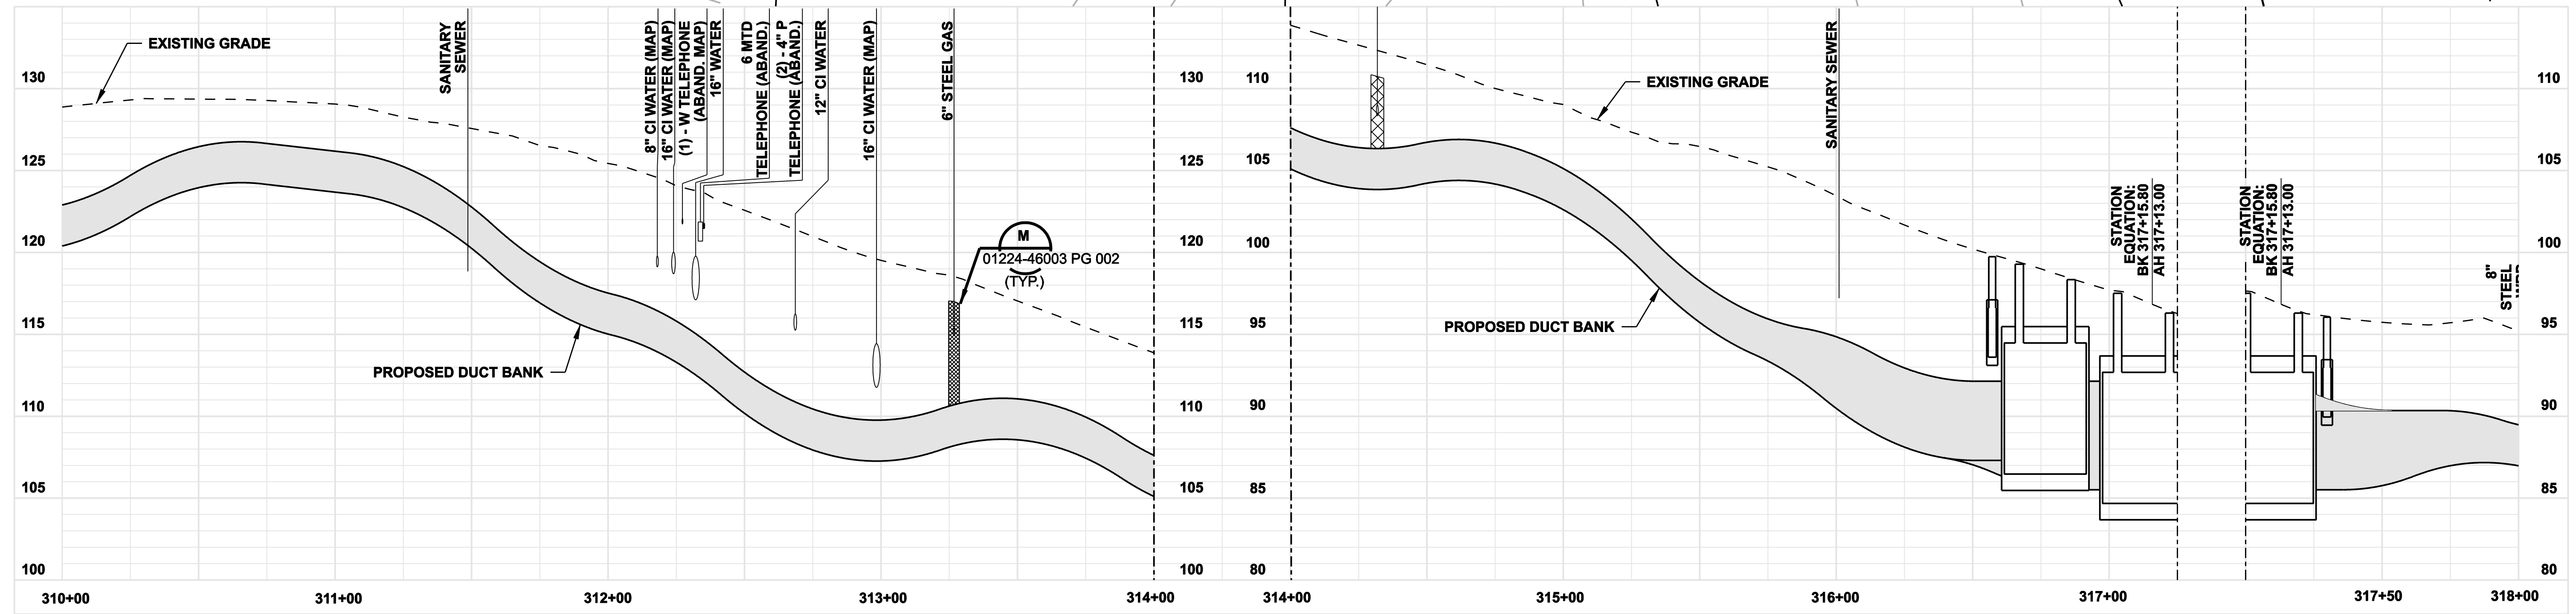 EXISTING GRADE
SANITARY
SEWER
8" CI WATER (MAP)
16" CI WATER (MAP)
(1) - W TELEPHONE
(ABAND. MAP)
16" WATER
6 MTD
TELEPHONE (ABAND.)
(2) - 4" P
TELEPHONE (ABAND.)
12" CI WATER
16" CI WATER (MAP)
6" STEEL GAS
M
01224-46003 PG 002
(TYP.)
PROPOSED DUCT BANK
130
125
120
115
110
105
100
130
125
120
115
110
105
100
110
105
100
95
90
85
80
EXISTING GRADE
SANITARY SEWER
PROPOSED DUCT BANK
STATION
EQUATION:
BK 317+15.80
AH 317+13.00
STATION
EQUATION:
BK 317+15.80
AH 317+13.00
8"
STEEL
110
105
100
95
90
85
80
310+00 311+00 312+00 313+00 314+00 314+00 315+00 316+00 317+00 317+50 318+00